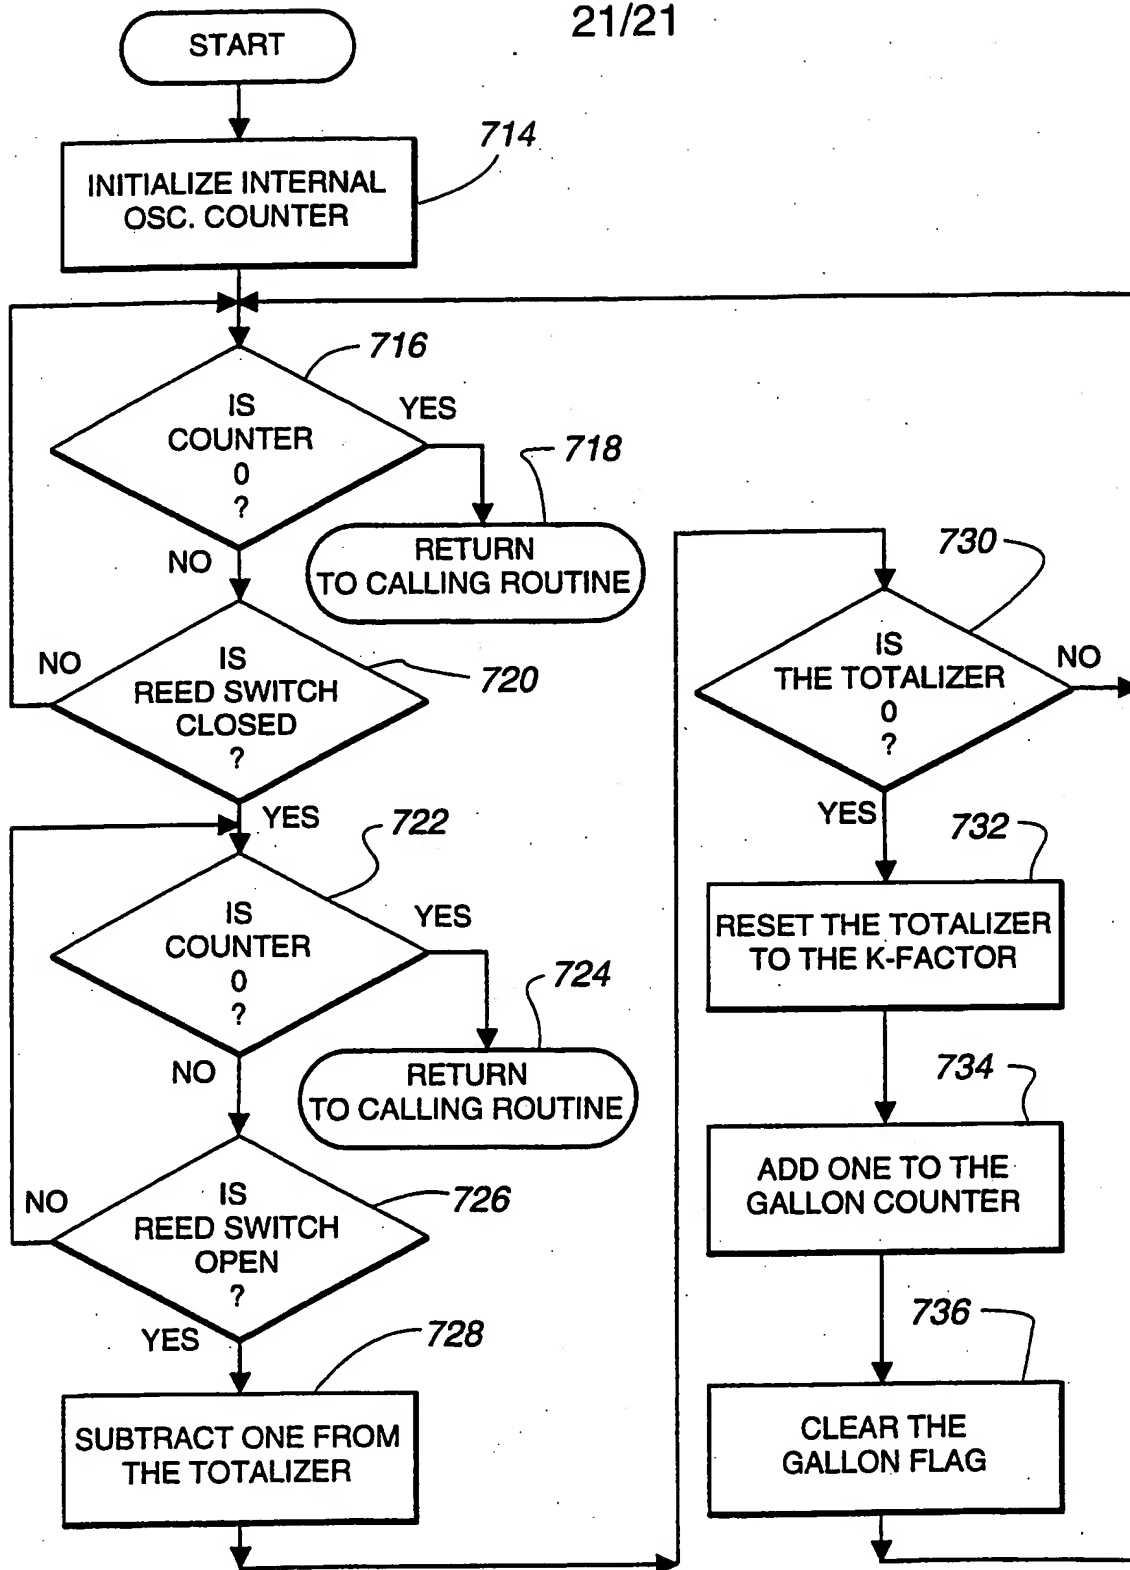 21/21
START
714
INITIALIZE INTERNAL
OSC. COUNTER
716
IS
COUNTER
0
?
YES
718
RETURN
TO CALLING ROUTINE
NO
720
IS
REED SWITCH
CLOSED
?
NO
YES
722
IS
COUNTER
0
?
YES
724
RETURN
TO CALLING ROUTINE
NO
726
IS
REED SWITCH
OPEN
?
NO
YES
728
SUBTRACT ONE FROM
THE TOTALIZER
730
IS
THE TOTALIZER
0
?
NO
YES
732
RESET THE TOTALIZER
TO THE K-FACTOR
734
ADD ONE TO THE
GALLON COUNTER
736
CLEAR THE
GALLON FLAG